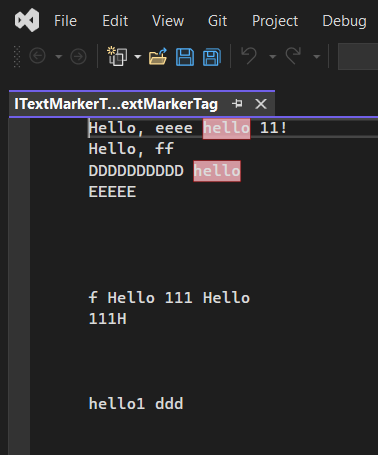 File Edit View Git Project Debug
ITextMarkerT...extMarkerTag
Hello, eeee hello 11!
Hello, ff
DDDDDDDDDD hello
EEEEE
f Hello 111 Hello
111H
hello1 ddd